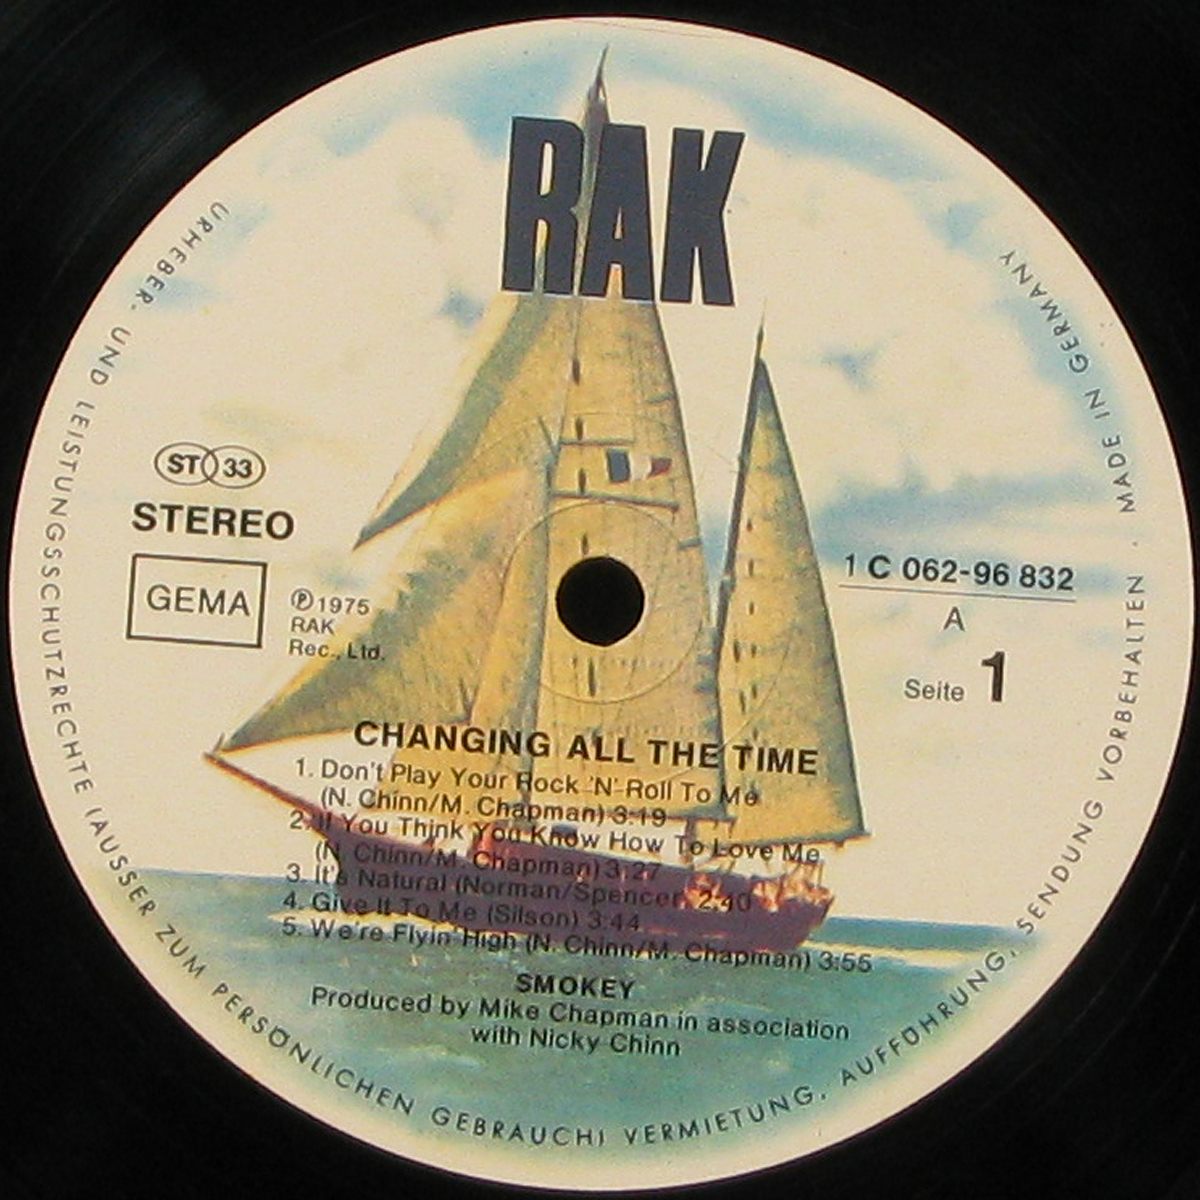 RAK
ST 33
STEREO
GEMA
℗ 1975
RAK
Rec., Ltd.
1 C 062-96 832
A
Seite 1
CHANGING ALL THE TIME
1. Don't Play Your Rock 'N' Roll To Me
(N. Chinn/M. Chapman) 3:19
2. If You Think You Know How To Love Me
(N. Chinn/M. Chapman) 3:27
3. It's Natural (Norman/Spencer) 2:40
4. Give It To Me (Silson) 3:44
5. We're Flyin' High (N. Chinn/M. Chapman) 3:55
SMOKEY
Produced by Mike Chapman in association
with Nicky Chinn
URHEBER- UND LEISTUNGSSCHUTZRECHTE (AUSSER ZUM PERSÖNLICHEN GEBRAUCH) VERMIETUNG, AUFFÜHRUNG, SENDUNG VORBEHALTEN · MADE IN GERMANY